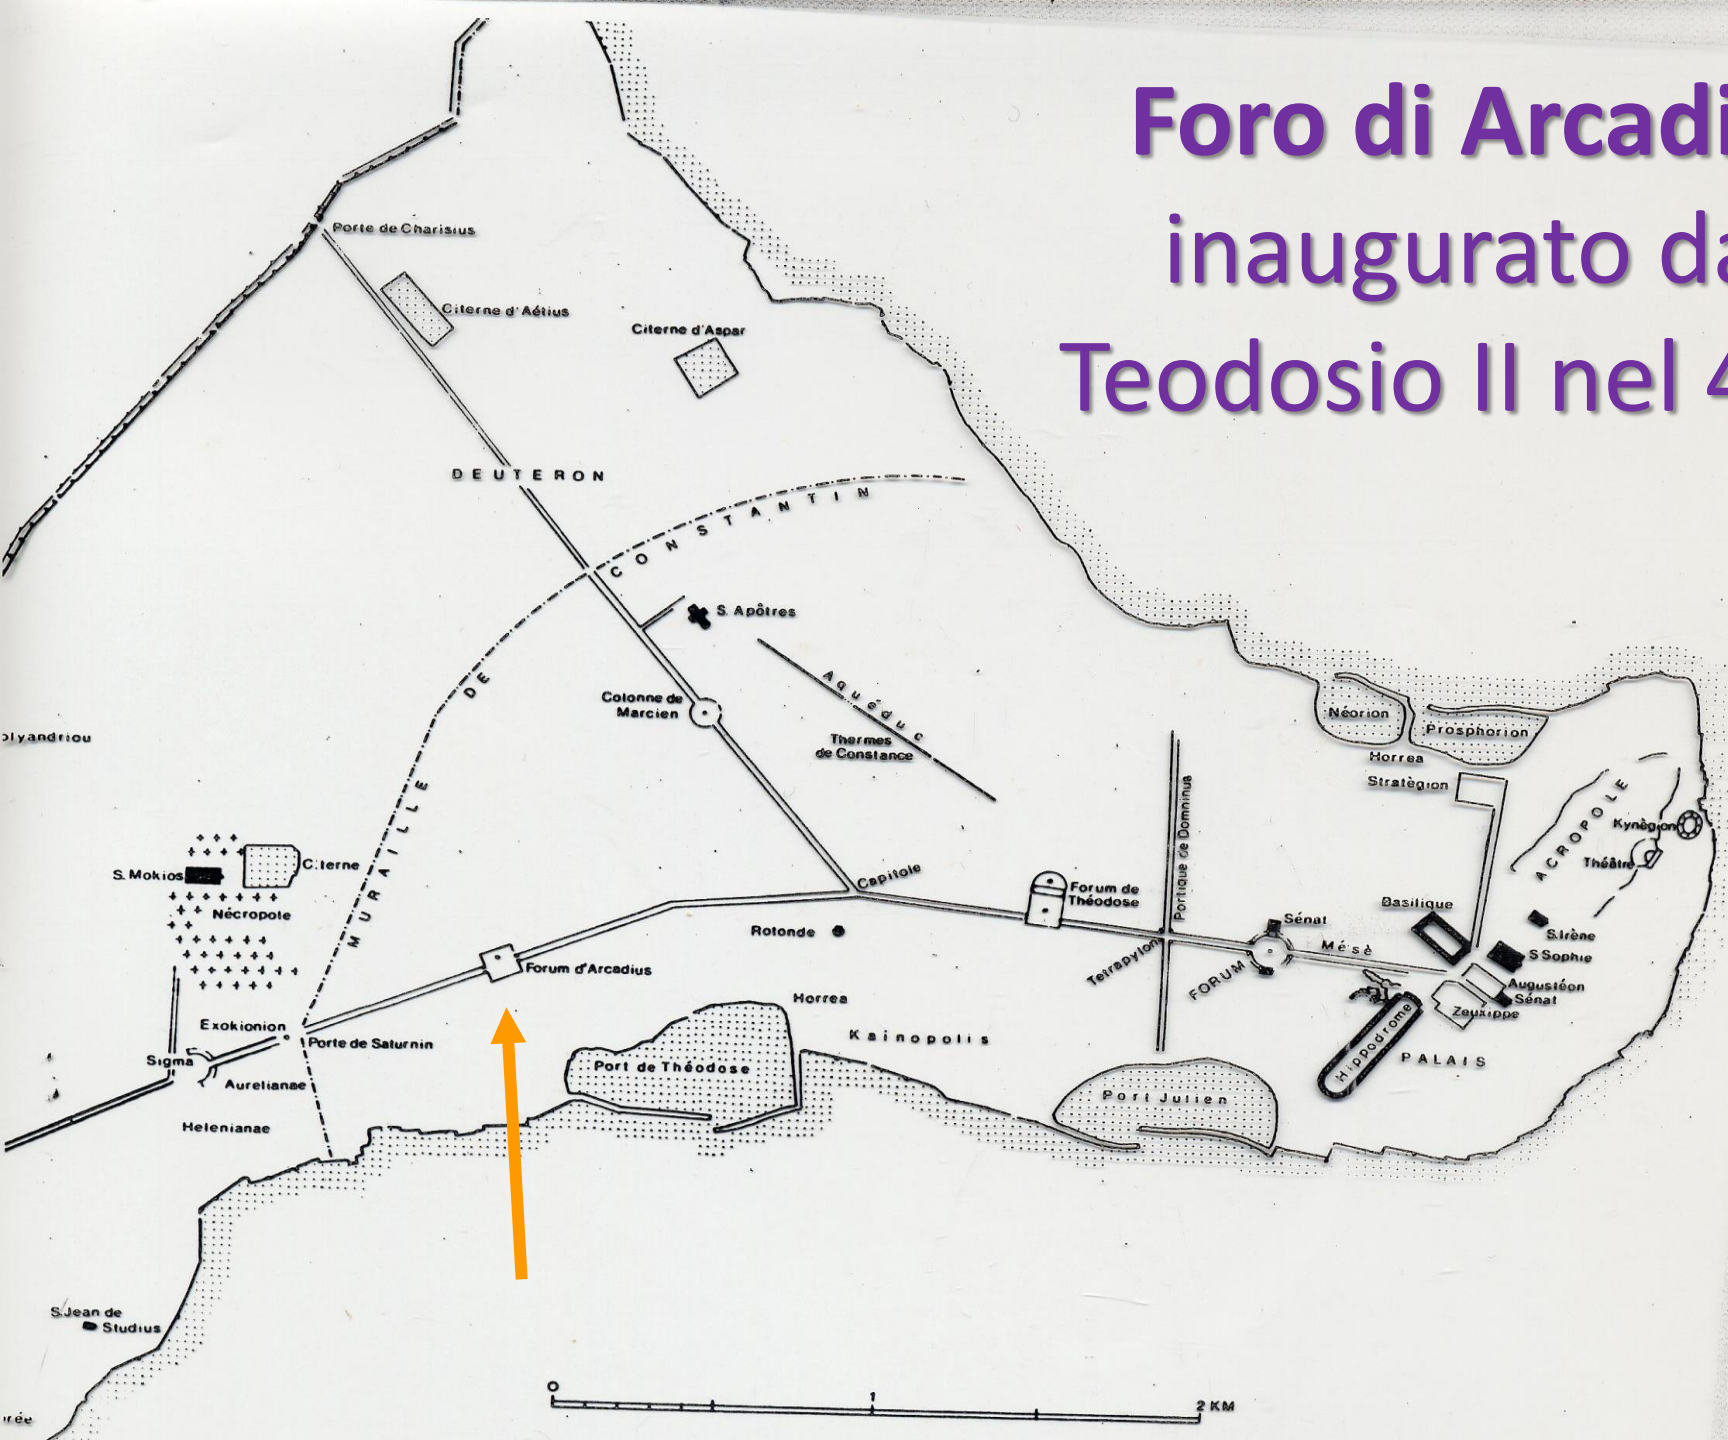 Foro di Arcadi
inaugurato da
Teodosio II nel 4
Porte de Charisius
Citerne d'Aétius
Citerne d'Aspar
DEUTERON
MURAILLE DE CONSTANTIN
S. Apôtres
Colonne de
Marcien
Aquéduc
Thermes
de Constance
Néorion
Prosphorion
Horrea
Stratègion
ACROPOLE
Kynègion
Théâtre
Portique de Domninus
Capitole
Forum de
Théodose
Basilique
S. Irène
S Sophie
Sénat
Mésè
FORUM
Tetrapylon
Augustéon
Sénat
Zeuxippe
Hippodrome
PALAIS
Rotonde
olyandriou
S. Mokios
Citerne
Nécropole
Forum d'Arcadius
Exokionion
Porte de Saturnin
Sigma
Aurelianae
Helenianae
Horrea
Kainopolis
Port de Théodose
Port Julien
S. Jean de
Studius
rée
0 1 2 KM